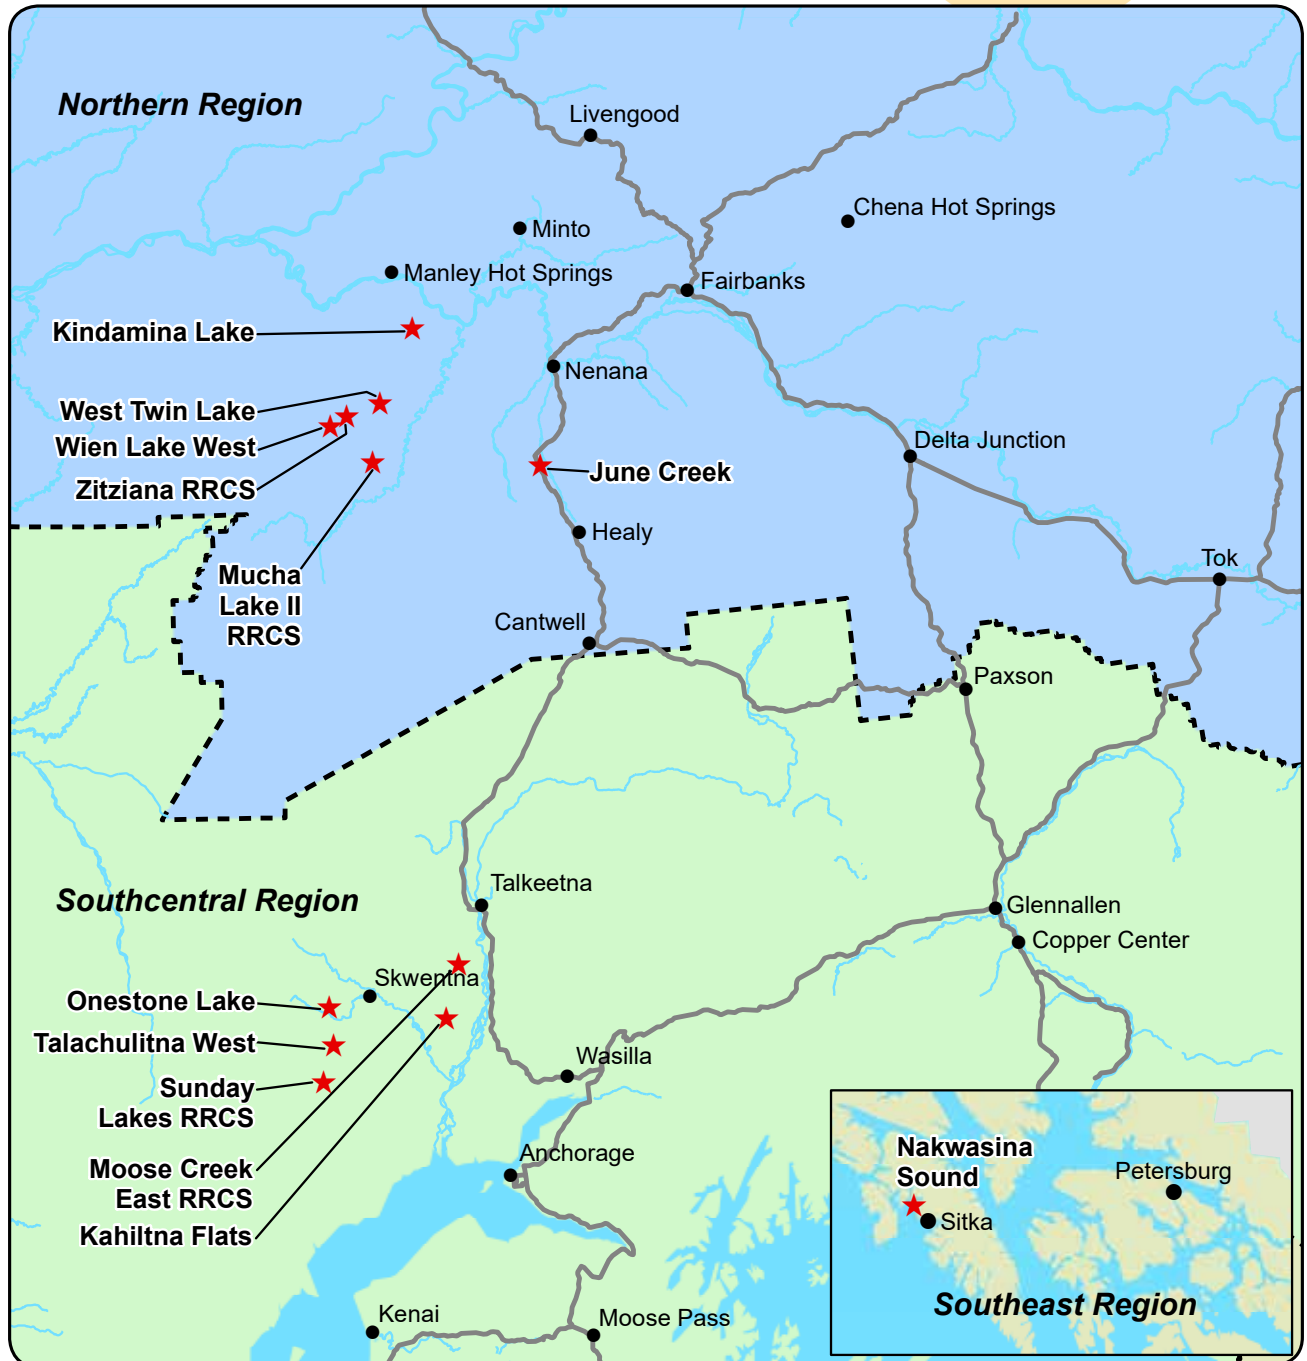 Northern Region
Livengood
Chena Hot Springs
Minto
Manley Hot Springs
Fairbanks
Kindamina Lake
Nenana
West Twin Lake
Wien Lake West
Zitziana RRCS
Delta Junction
June Creek
Healy
Tok
Mucha
Lake II
RRCS
Cantwell
Paxson
Southcentral Region
Talkeetna
Glennallen
Copper Center
Skwentna
Onestone Lake
Talachulitna West
Sunday
Lakes RRCS
Wasilla
Moose Creek
East RRCS
Kahiltna Flats
Anchorage
Nakwasina
Sound
Petersburg
Sitka
Southeast Region
Kenai
Moose Pass